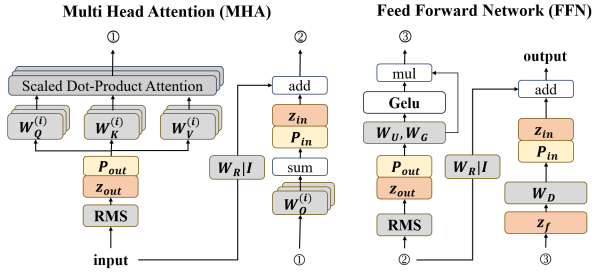 Multi Head Attention (MHA)
①
Scaled Dot-Product Attention
W_Q^(i)
W_K^(i)
W_V^(i)
P_out
z_out
RMS
input
②
add
z_in
P_in
W_R|I
sum
W_O^(i)
①
Feed Forward Network (FFN)
③
mul
Gelu
W_U, W_G
P_out
z_out
RMS
②
output
add
z_in
P_in
W_R|I
W_D
z_f
③